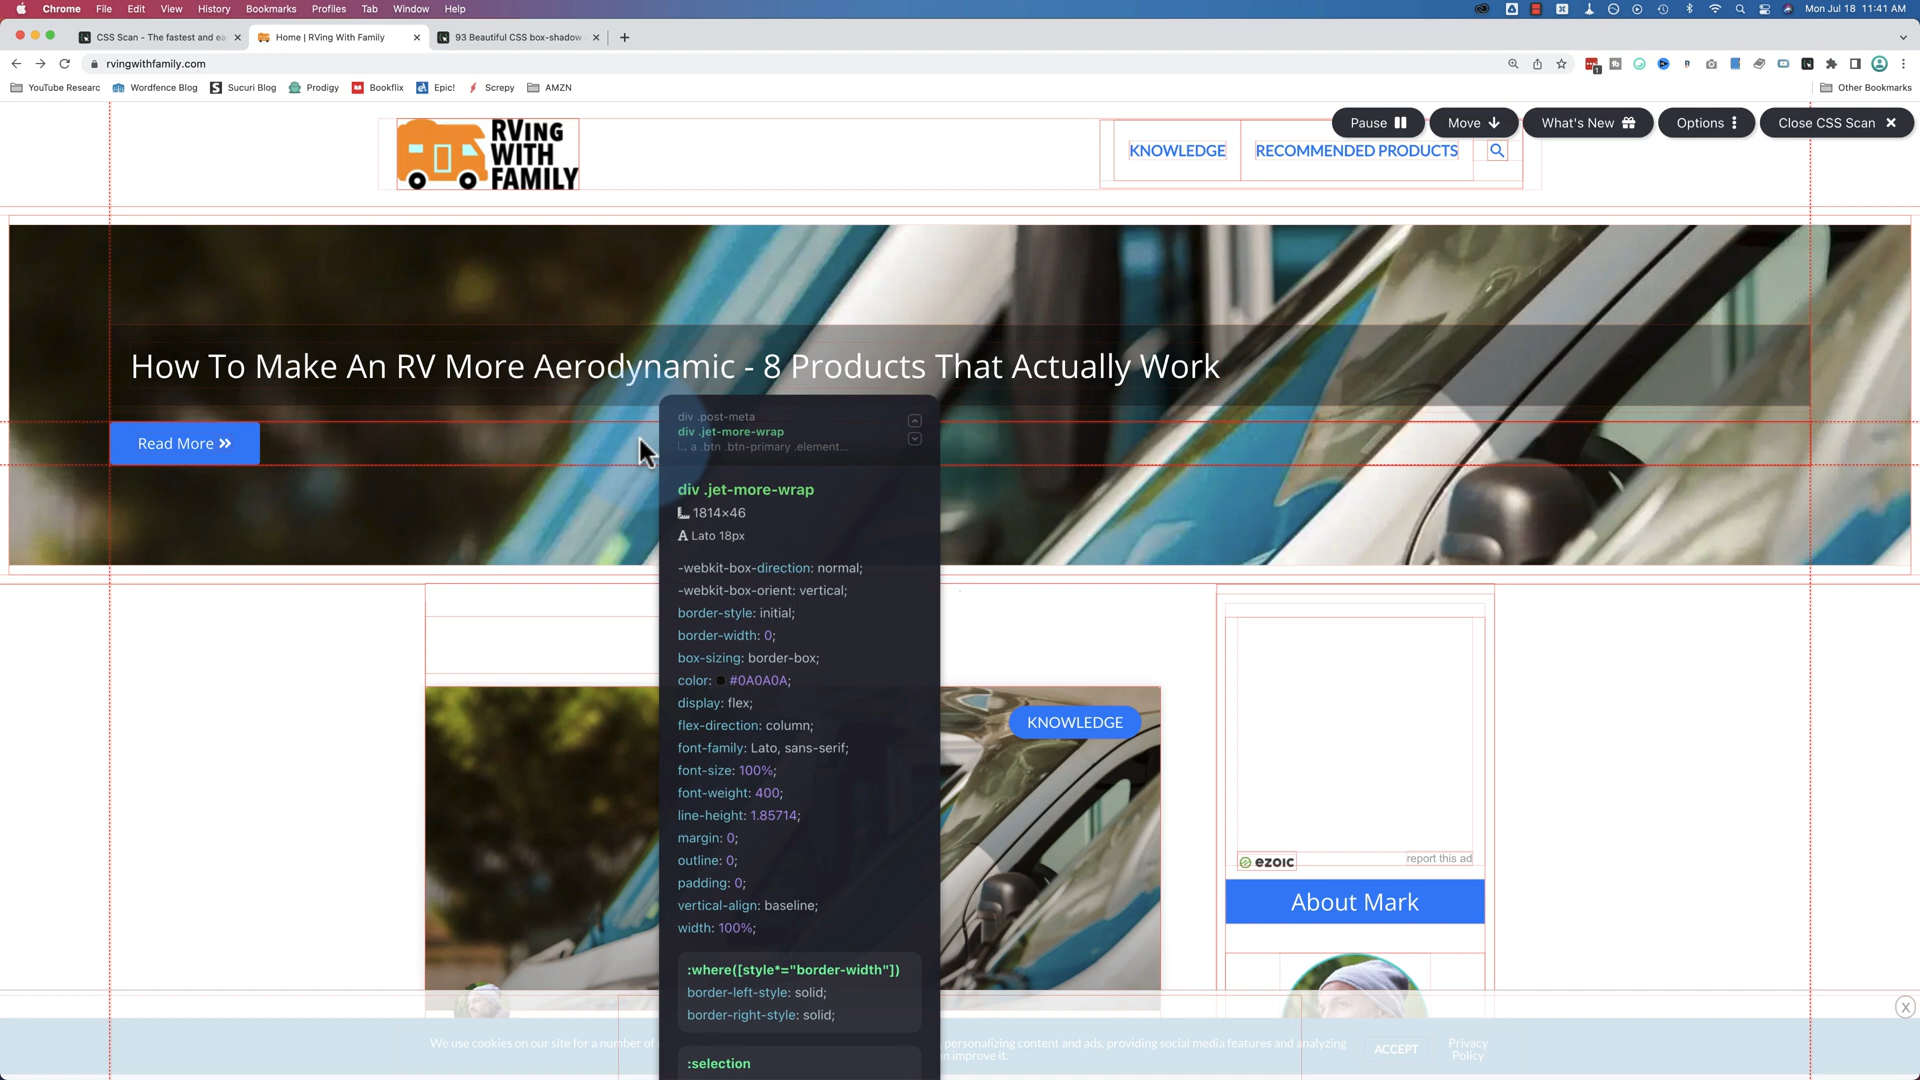 Chrome File Edit View History Bookmarks Profiles Tab Window Help
Mon Jul 18 11:41 AM
CSS Scan - The fastest and ea
Home | RVing With Family
93 Beautiful CSS box-shadow
rvingwithfamily.com
YouTube Researc
Wordfence Blog
Sucuri Blog
Prodigy
Bookflix
Epic!
Screpy
AMZN
Other Bookmarks
Pause
Move
What's New
Options
Close CSS Scan
RVING
WITH
FAMILY
KNOWLEDGE
RECOMMENDED PRODUCTS
How To Make An RV More Aerodynamic - 8 Products That Actually Work
Read More
div .post-meta
div .jet-more-wrap
a .btn .btn-primary .element...
div .jet-more-wrap
1814×46
A Lato 18px
-webkit-box-direction: normal;
-webkit-box-orient: vertical;
border-style: initial;
border-width: 0;
box-sizing: border-box;
color: #0A0A0A;
display: flex;
flex-direction: column;
font-family: Lato, sans-serif;
font-size: 100%;
font-weight: 400;
line-height: 1.85714;
margin: 0;
outline: 0;
padding: 0;
vertical-align: baseline;
width: 100%;
:where([style*="border-width"])
border-left-style: solid;
border-right-style: solid;
:selection
KNOWLEDGE
ezoic
report this ad
About Mark
We use cookies on our site for a number of
, personalizing content and ads, providing social media features and analyzing
improve it.
ACCEPT
Privacy
Policy